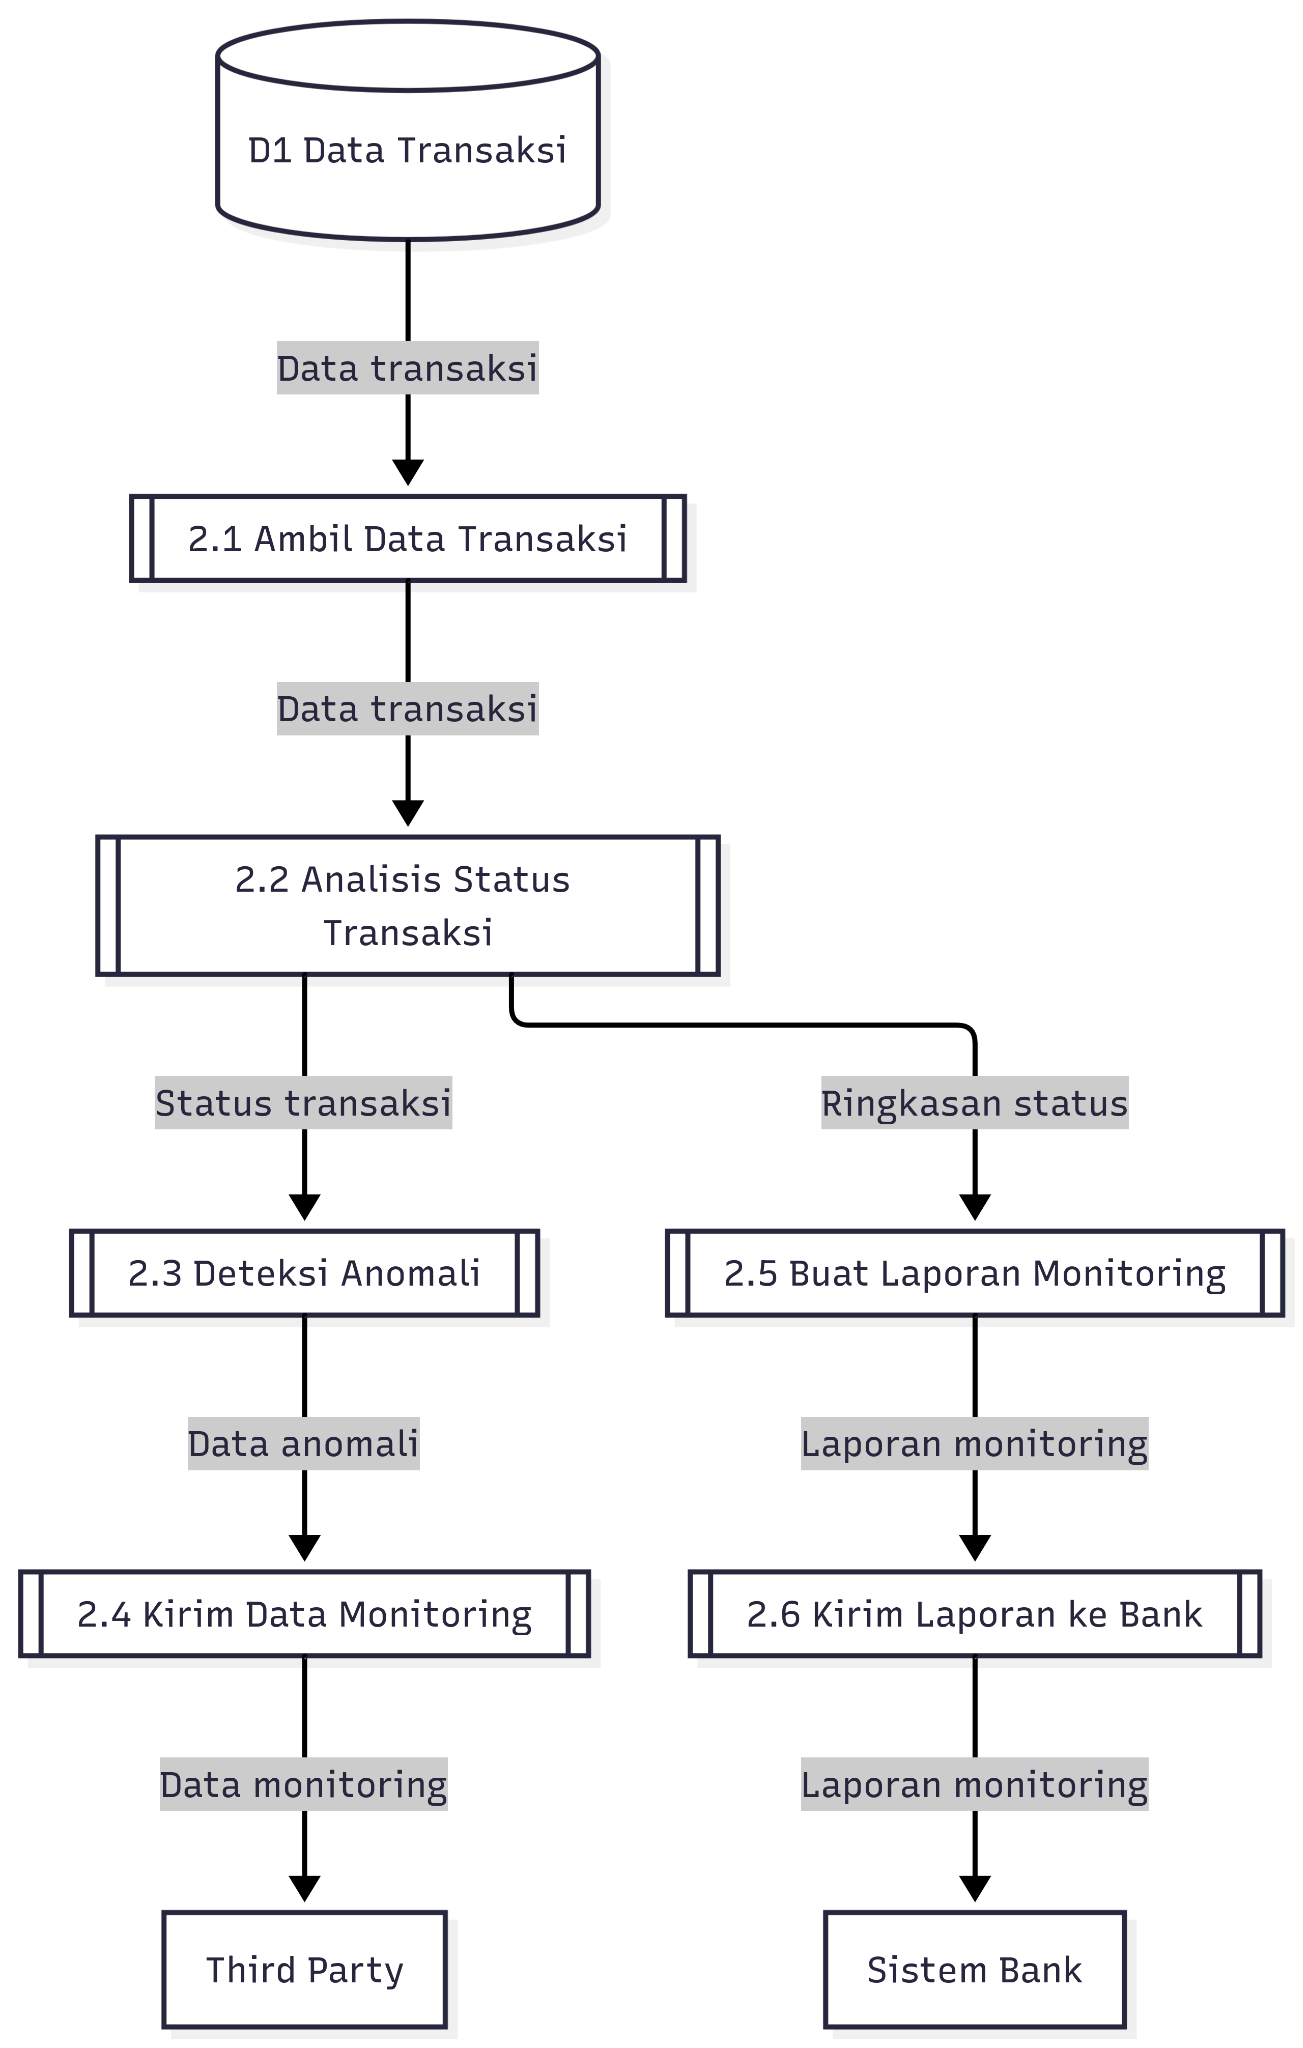 D1 Data Transaksi
Data transaksi
2.1 Ambil Data Transaksi
Data transaksi
2.2 Analisis Status
Transaksi
Status transaksi
Ringkasan status
2.3 Deteksi Anomali
2.5 Buat Laporan Monitoring
Data anomali
Laporan monitoring
2.4 Kirim Data Monitoring
2.6 Kirim Laporan ke Bank
Data monitoring
Laporan monitoring
Third Party
Sistem Bank